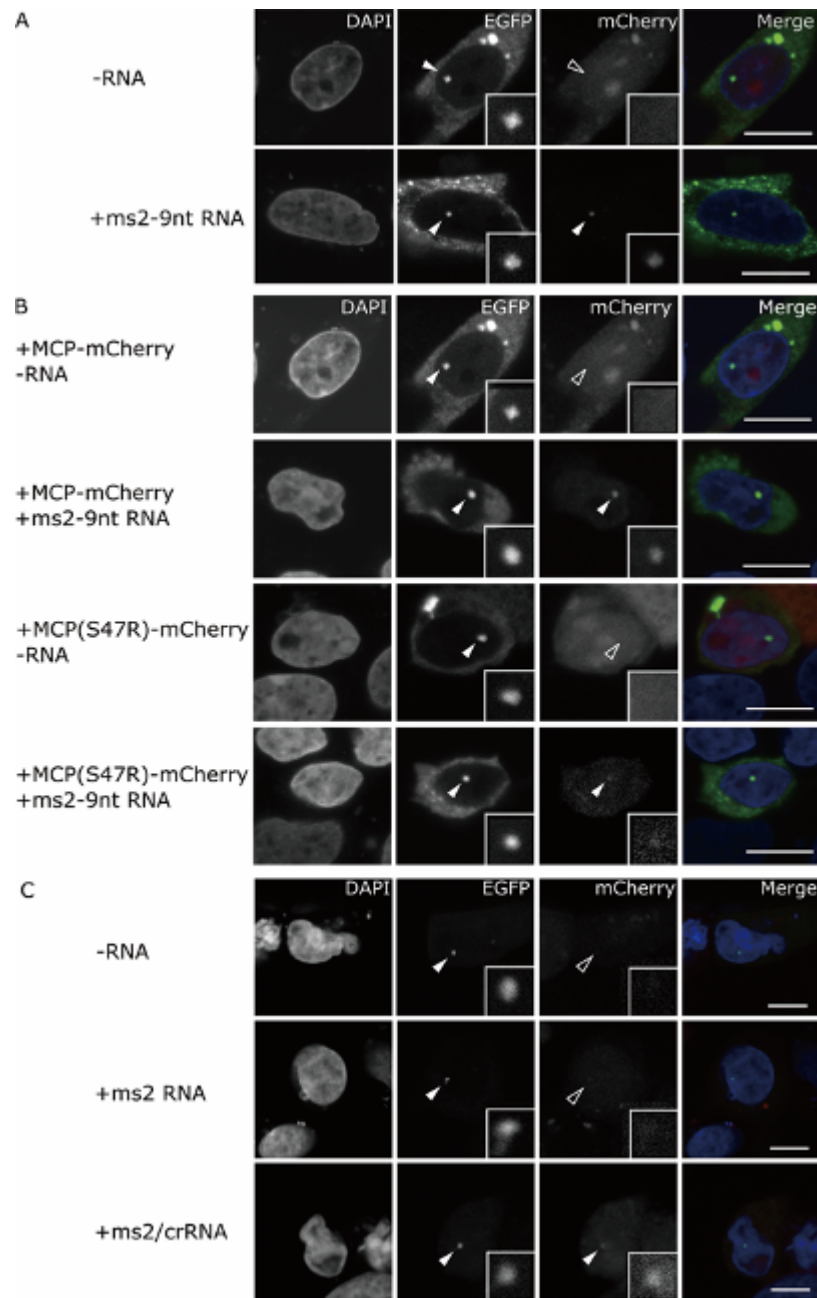 A
DAPI EGFP mCherry Merge
-RNA
+ms2-9nt RNA
B
DAPI EGFP mCherry Merge
+MCP-mCherry
-RNA
+MCP-mCherry
+ms2-9nt RNA
+MCP(S47R)-mCherry
-RNA
+MCP(S47R)-mCherry
+ms2-9nt RNA
C
DAPI EGFP mCherry Merge
-RNA
+ms2 RNA
+ms2/crRNA